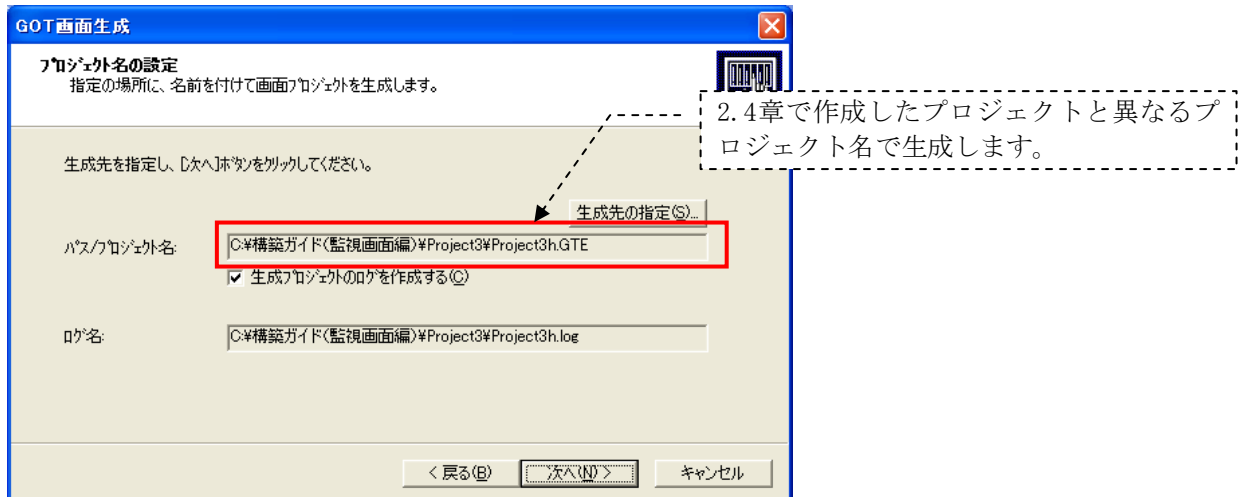 GOT画面生成
プロジェクト名の設定
指定の場所に、名前を付けて画面プロジェクトを生成します。
2.4章で作成したプロジェクトと異なるプ
ロジェクト名で生成します。
生成先を指定し、[次へ]ボタンをクリックしてください。
生成先の指定(S)...
パス/プロジェクト名:
C:¥構築ガイド(監視画面編)¥Project3¥Project3h.GTE
生成プロジェクトのログを作成する(C)
ログ名:
C:¥構築ガイド(監視画面編)¥Project3¥Project3h.log
< 戻る(B)
次へ(N) >
キャンセル